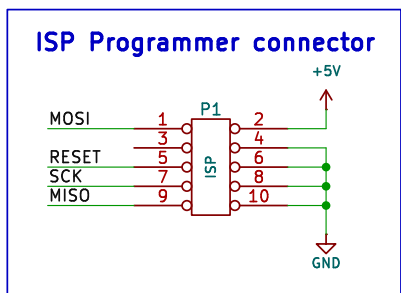 ISP Programmer connector
+5V
P1
MOSI 1 2
3 4
RESET 5 6
SCK 7 8
MISO 9 10
ISP
GND